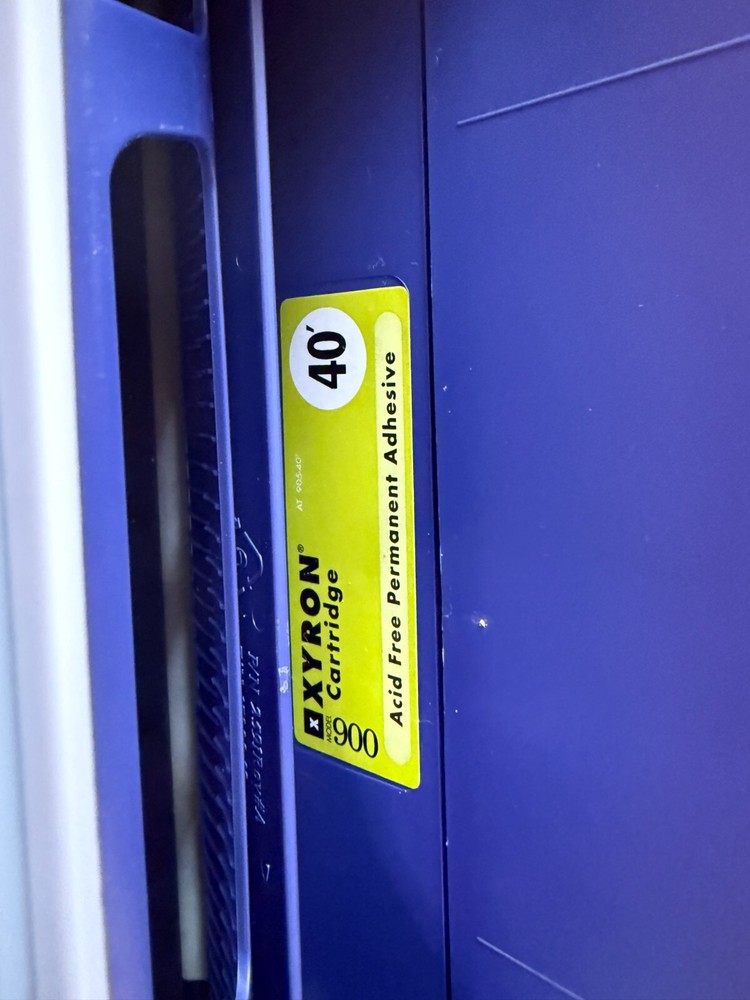 XYRON®
Cartridge
MODEL
900
AT 905-40'
40'
Acid Free Permanent Adhesive